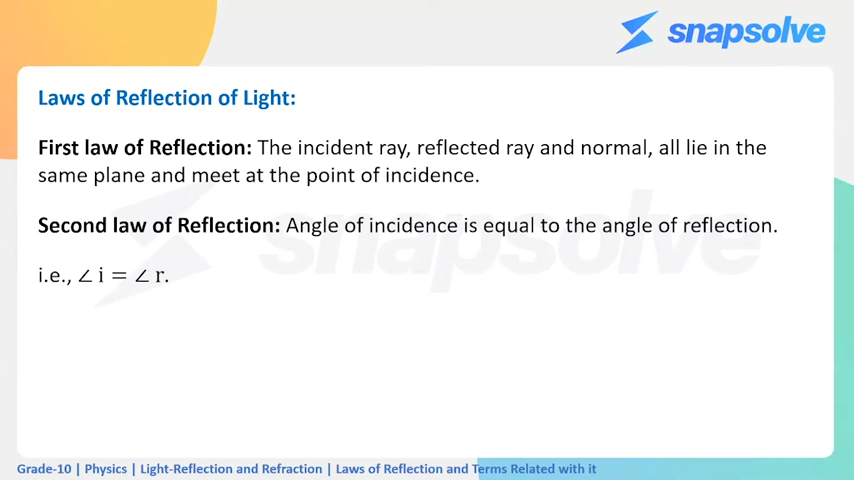 snapsolve
Laws of Reflection of Light:
First law of Reflection: The incident ray, reflected ray and normal, all lie in the
same plane and meet at the point of incidence.
Second law of Reflection: Angle of incidence is equal to the angle of reflection.
i.e., ∠ i = ∠ r.
snapsolve
Grade-10 | Physics | Light-Reflection and Refraction | Laws of Reflection and Terms Related with it